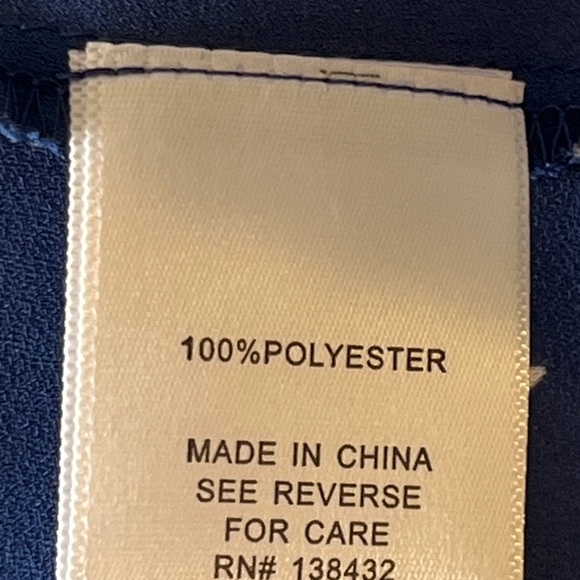 100%POLYESTER
MADE IN CHINA
SEE REVERSE
FOR CARE
RN# 138432